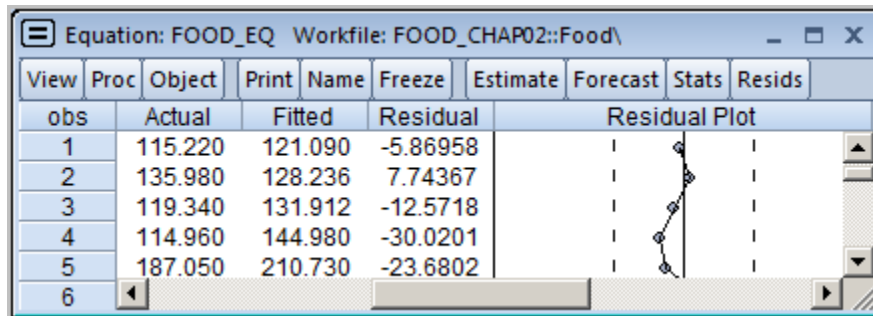 Equation: FOOD_EQ Workfile: FOOD_CHAP02::Food\
View Proc Object Print Name Freeze Estimate Forecast Stats Resids
obs Actual Fitted Residual Residual Plot
1 115.220 121.090 -5.86958
2 135.980 128.236 7.74367
3 119.340 131.912 -12.5718
4 114.960 144.980 -30.0201
5 187.050 210.730 -23.6802
6